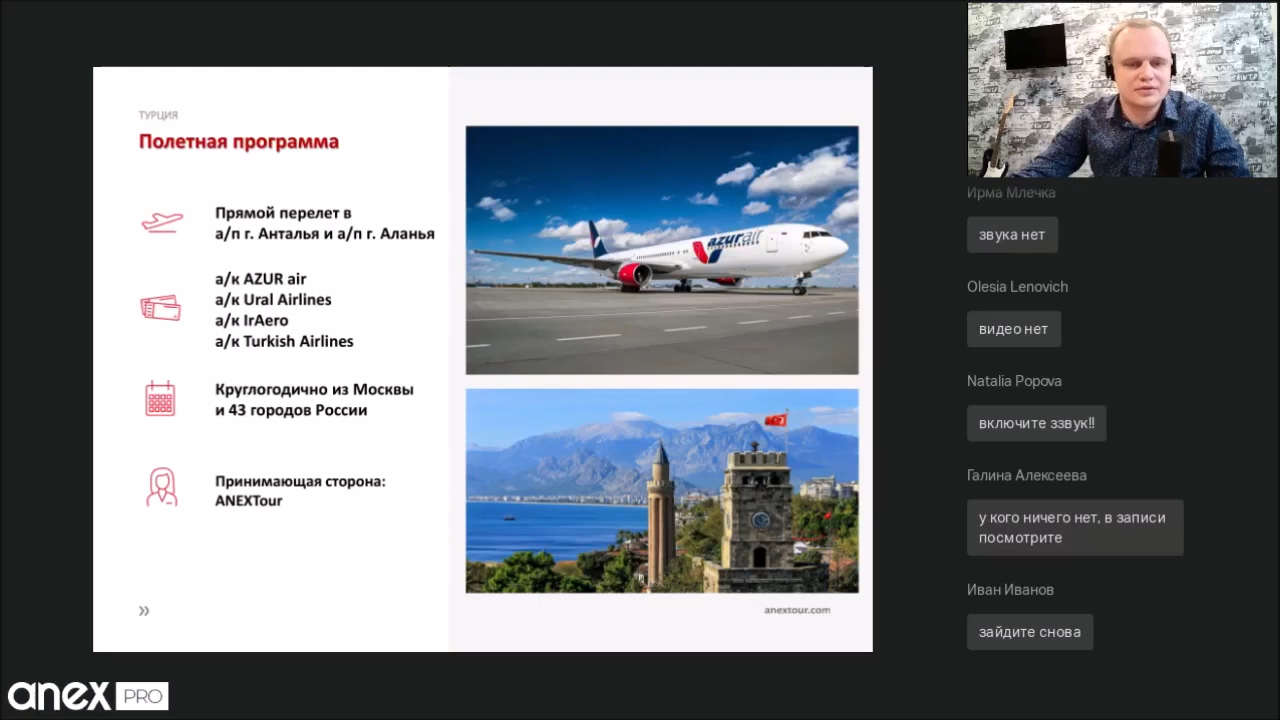 ТУРЦИЯ
Полетная программа
Прямой перелет в
а/п г. Анталья и а/п г. Аланья
а/к AZUR air
а/к Ural Airlines
а/к IrAero
а/к Turkish Airlines
Круглогодично из Москвы
и 43 городов России
Принимающая сторона:
ANEXTour
»
azurair
anextour.com
anex PRO
Ирма Млечка
звука нет
Olesia Lenovich
видео нет
Natalia Popova
включите ззвук!!
Галина Алексеева
у кого ничего нет, в записи
посмотрите
Иван Иванов
зайдите снова